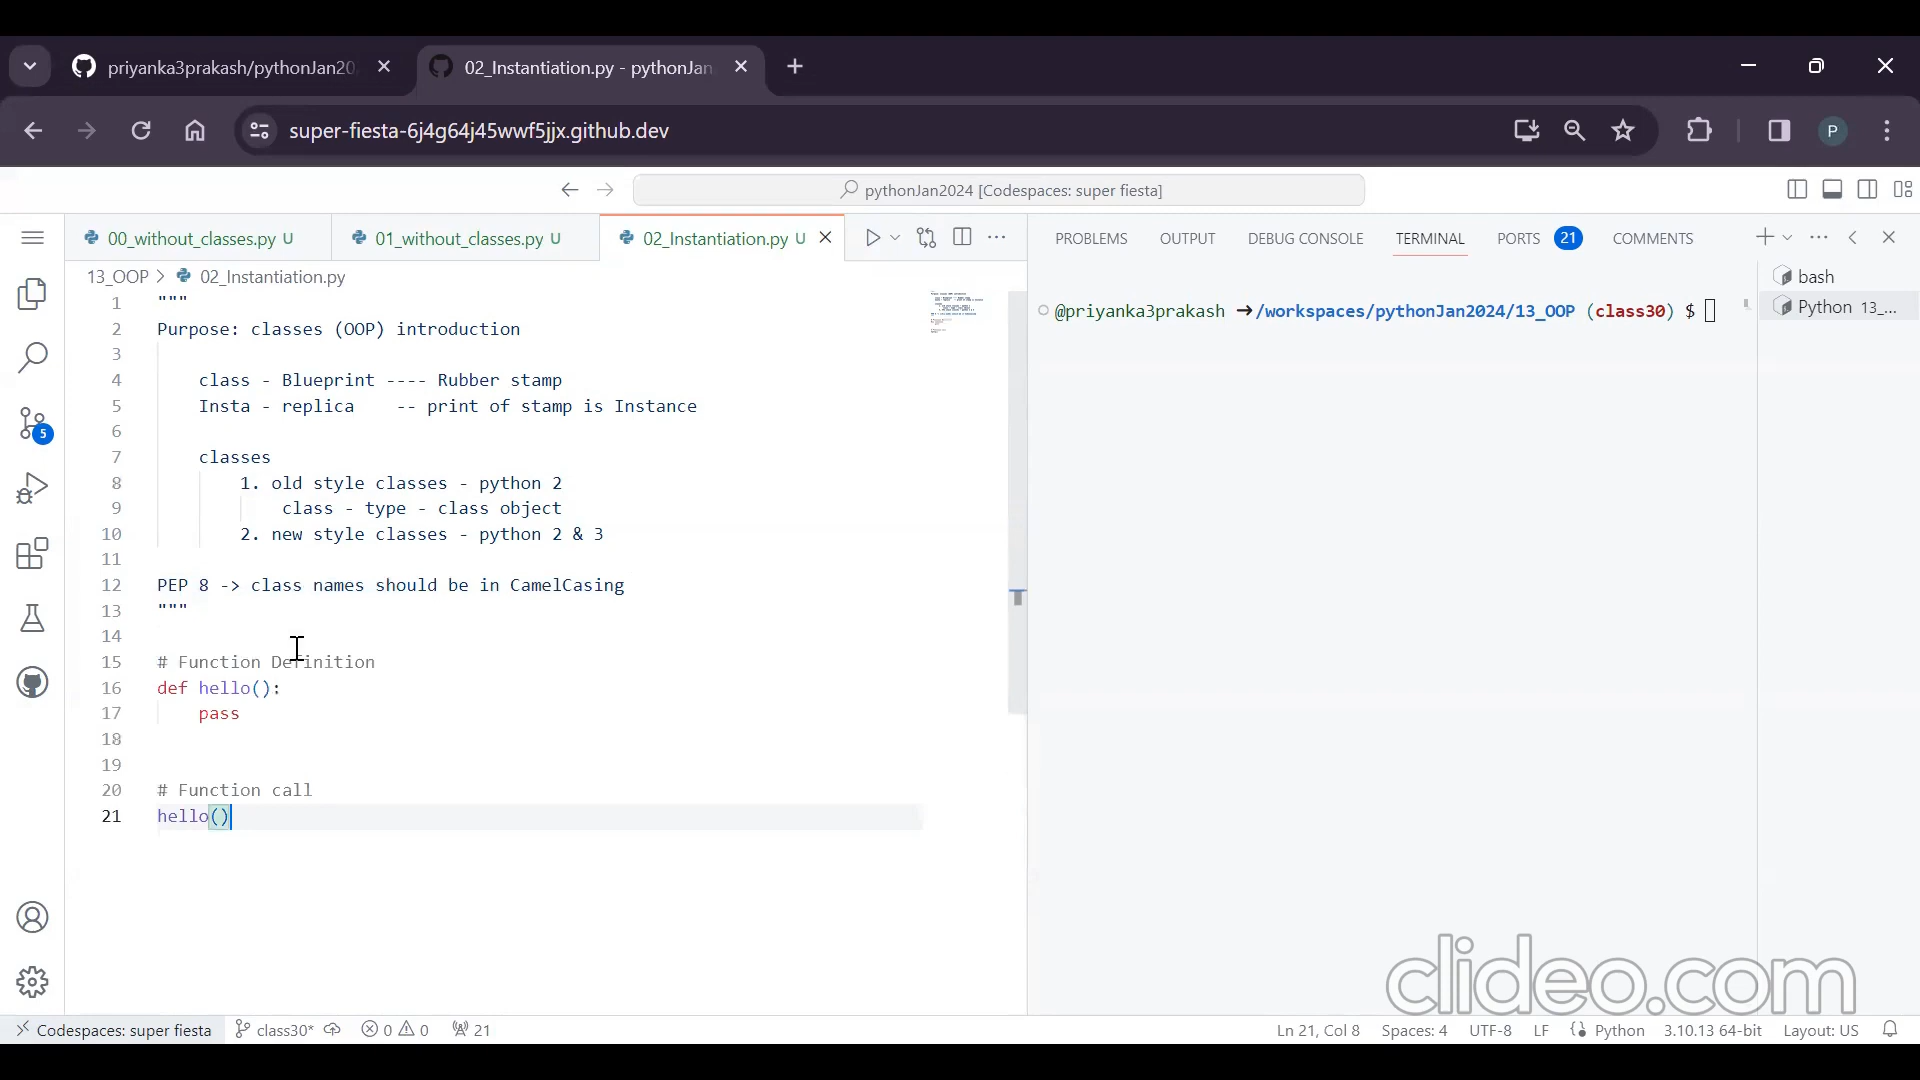 priyanka3prakash/pythonJan20
02_Instantiation.py - pythonJan
super-fiesta-6j4g64j45wwf5jjx.github.dev
P
pythonJan2024 [Codespaces: super fiesta]
00_without_classes.py U
01_without_classes.py U
02_Instantiation.py U
PROBLEMS OUTPUT DEBUG CONSOLE TERMINAL PORTS 21 COMMENTS
13_OOP > 02_Instantiation.py
bash
Python 13_...
@priyanka3prakash ➜/workspaces/pythonJan2024/13_OOP (class30) $
1 """
2 Purpose: classes (OOP) introduction
3
4 class - Blueprint ---- Rubber stamp
5 Insta - replica    -- print of stamp is Instance
6
7 classes
8 1. old style classes - python 2
9 class - type - class object
10 2. new style classes - python 2 & 3
11
12 PEP 8 -> class names should be in CamelCasing
13 """
14
15 # Function Definition
16 def hello():
17 pass
18
19
20 # Function call
21 hello()
5
clideo.com
Codespaces: super fiesta class30* 0 0 21 Ln 21, Col 8 Spaces: 4 UTF-8 LF Python 3.10.13 64-bit Layout: US